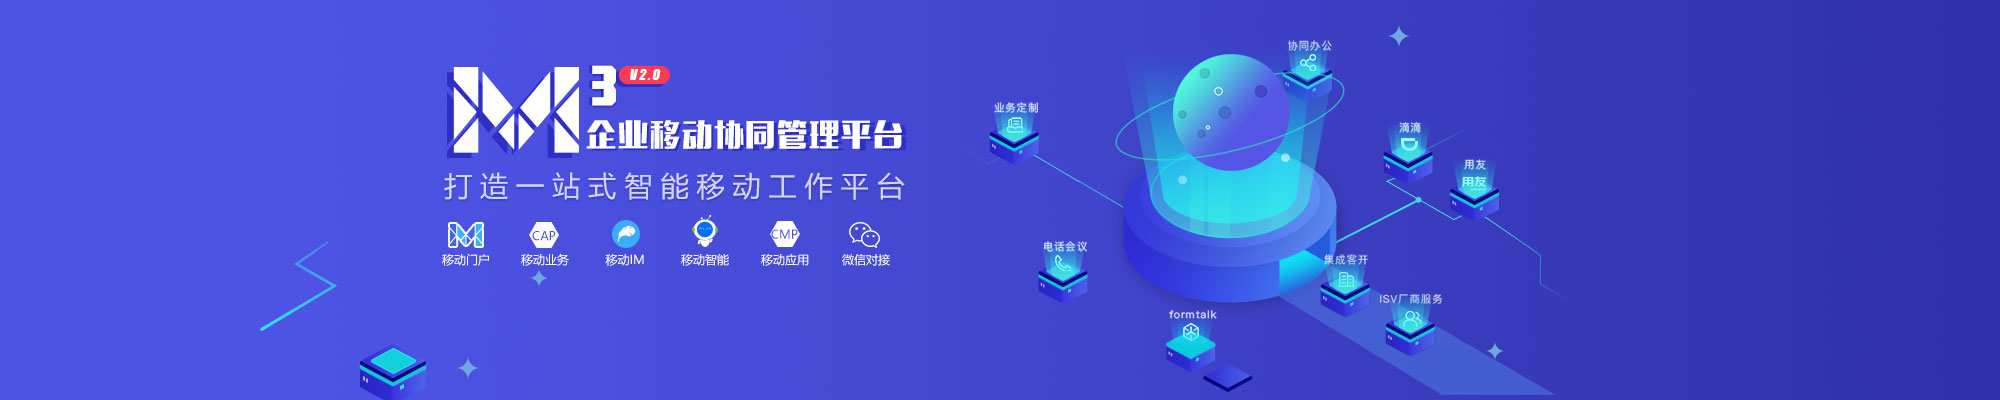 M3 V2.0
企业移动协同管理平台
打造一站式智能移动工作平台
CAP
CMP
移动门户
移动业务
移动IM
移动智能
移动应用
微信对接
协同办公
业务定制
滴滴
用友
用友
电话会议
集成客开
ISV厂商服务
formtalk